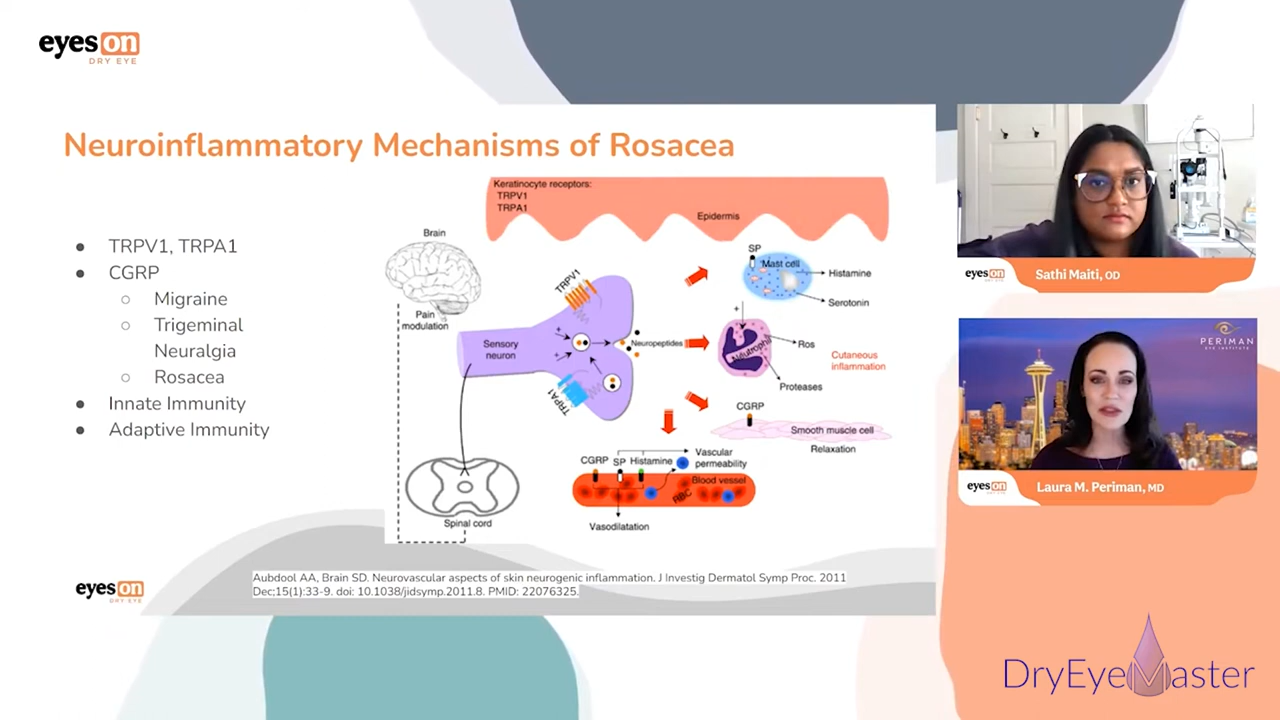 eyes on
DRY EYE
Neuroinflammatory Mechanisms of Rosacea
TRPV1, TRPA1
CGRP
Migraine
Trigeminal
Neuralgia
Rosacea
Innate Immunity
Adaptive Immunity
Keratinocyte receptors:
TRPV1
TRPA1
Epidermis
Brain
Pain
modulation
TRPV1
Sensory
neuron
TRPA1
Neuropeptides
SP
Mast cell
Histamine
Serotonin
Neutrophil
Ros
Proteases
Cutaneous
inflammation
CGRP
Smooth muscle cell
Relaxation
CGRP SP Histamine
Vascular
permeability
Blood vessel
RBC
Vasodilatation
Spinal cord
Aubdool AA, Brain SD. Neurovascular aspects of skin neurogenic inflammation. J Investig Dermatol Symp Proc. 2011
Dec;15(1):33-9. doi: 10.1038/jidsymp.2011.8. PMID: 22076325.
eyes on
DRY EYE
eyes on
Sathi Maiti, OD
PERIMAN
EYE INSTITUTE
eyes on
Laura M. Periman, MD
DryEyeMaster